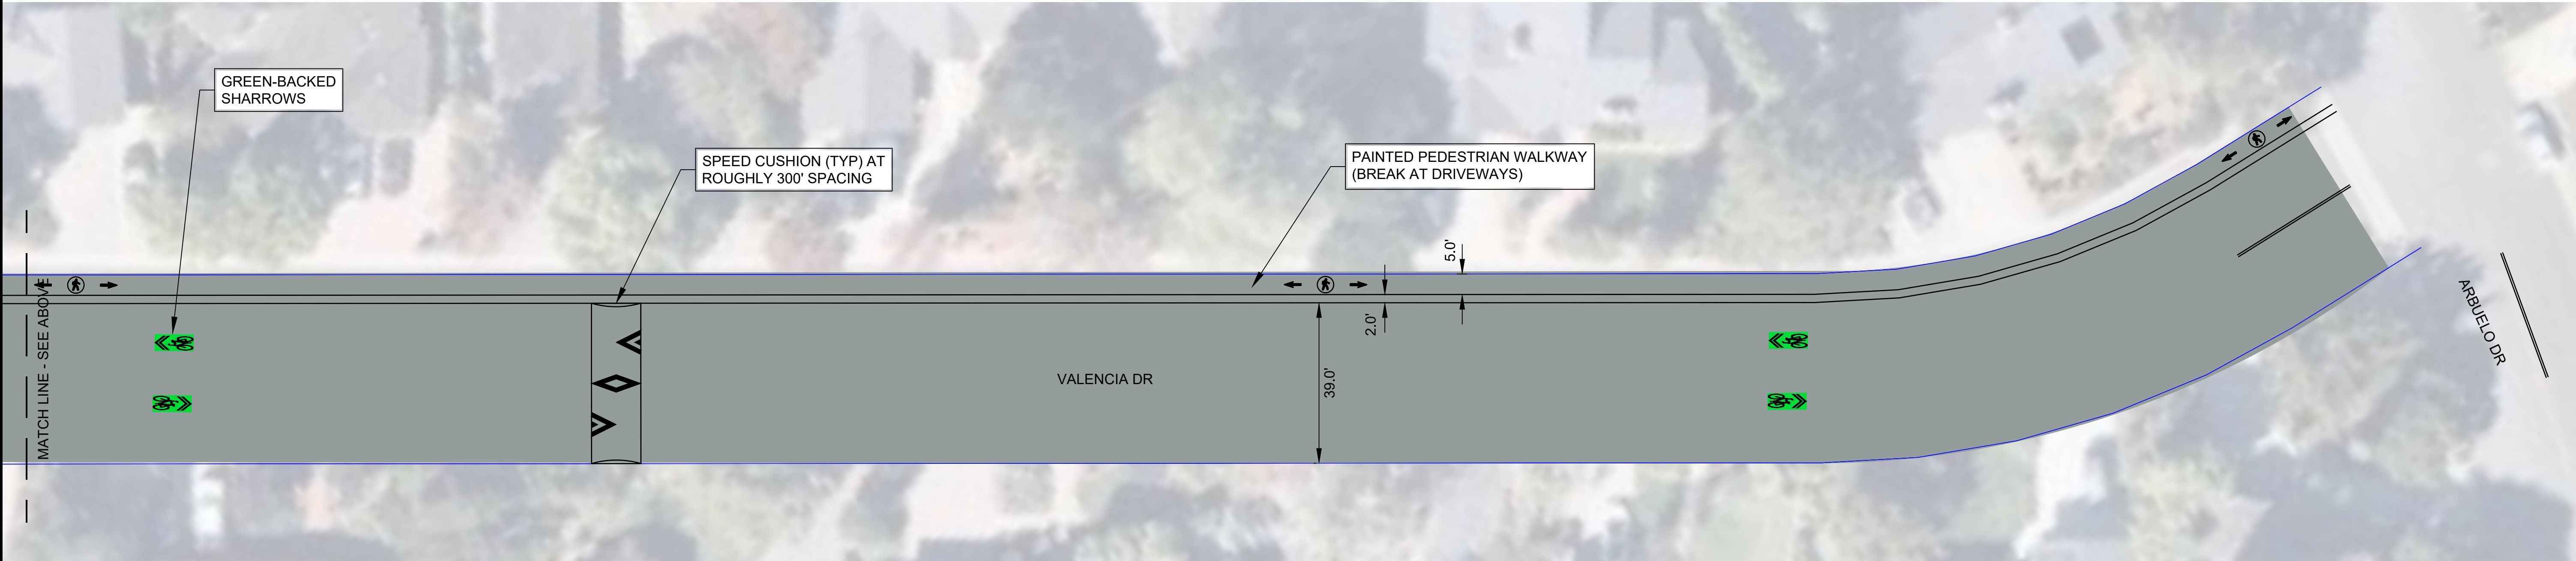 GREEN-BACKED
SHARROWS
SPEED CUSHION (TYP) AT
ROUGHLY 300' SPACING
PAINTED PEDESTRIAN WALKWAY
(BREAK AT DRIVEWAYS)
5.0'
2.0'
39.0'
VALENCIA DR
MATCH LINE - SEE ABOVE
ARBUELO DR